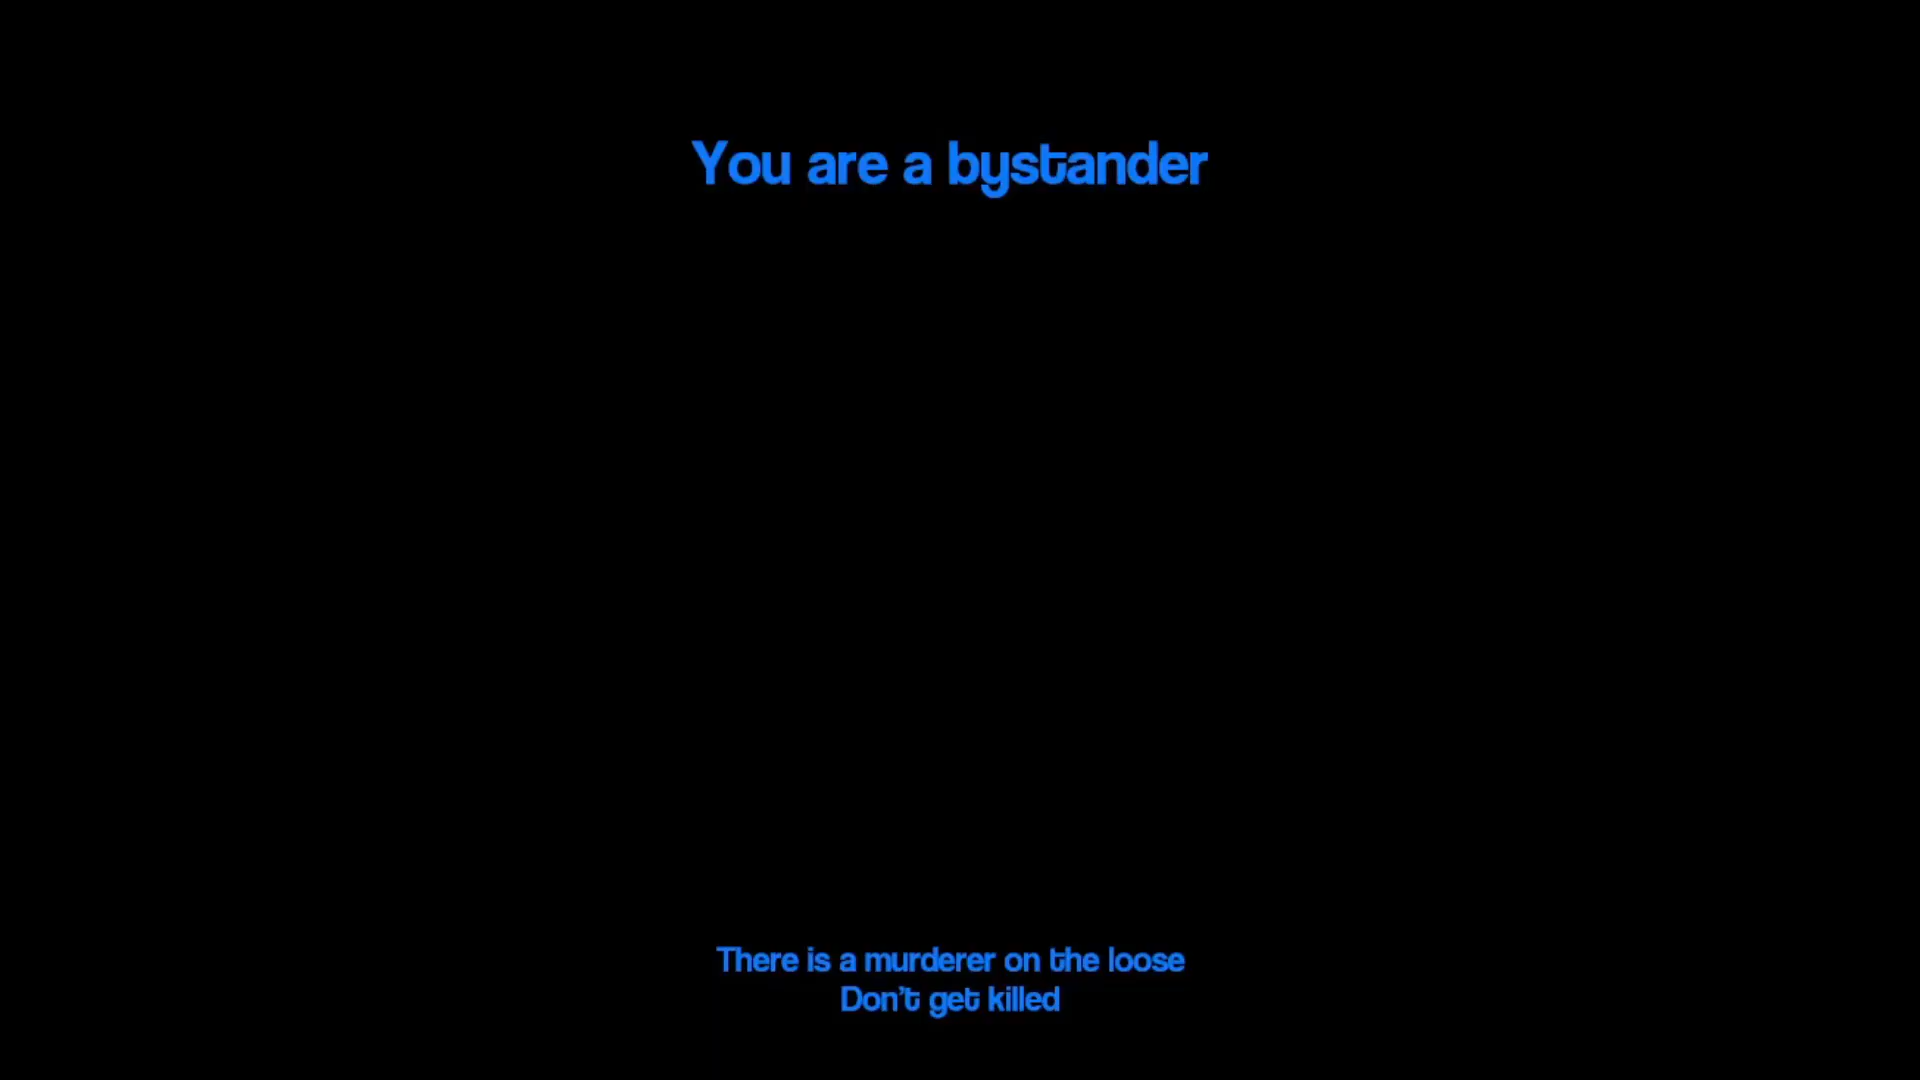 You are a bystander
There is a murderer on the loose
Don't get killed